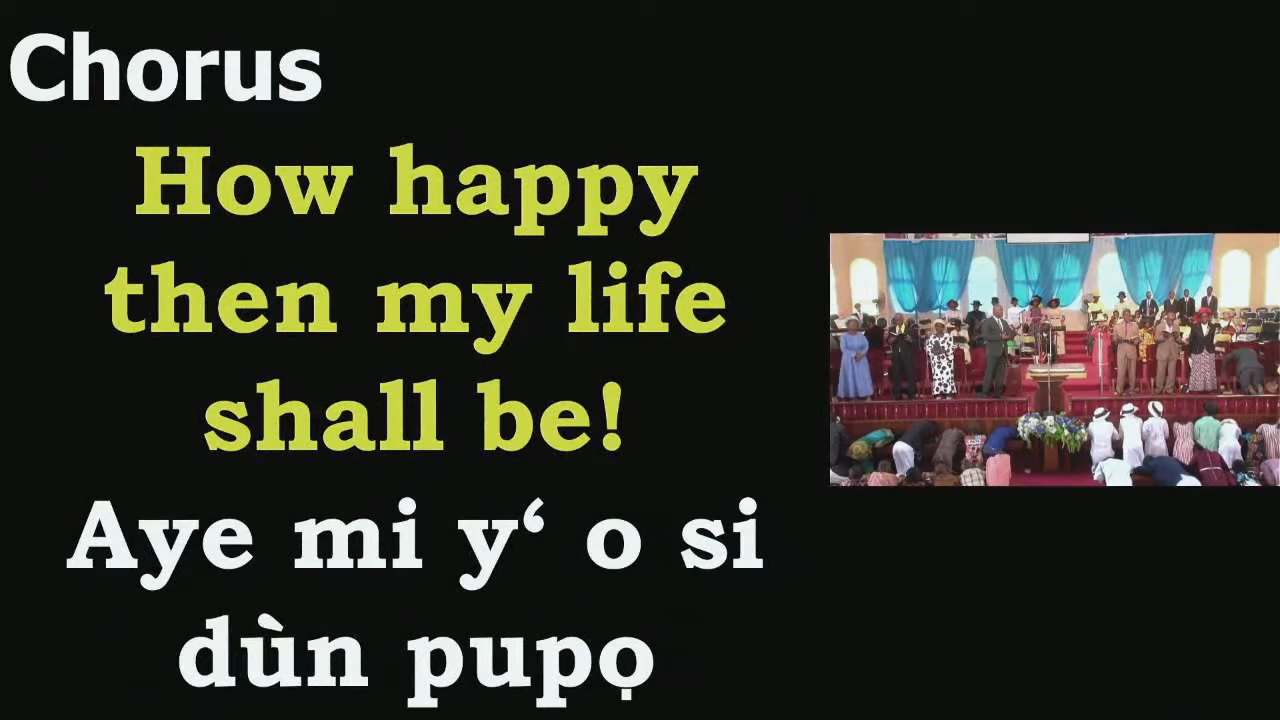 Chorus
How happy
then my life
shall be!
Aye mi y‘ o si
dùn pupọ